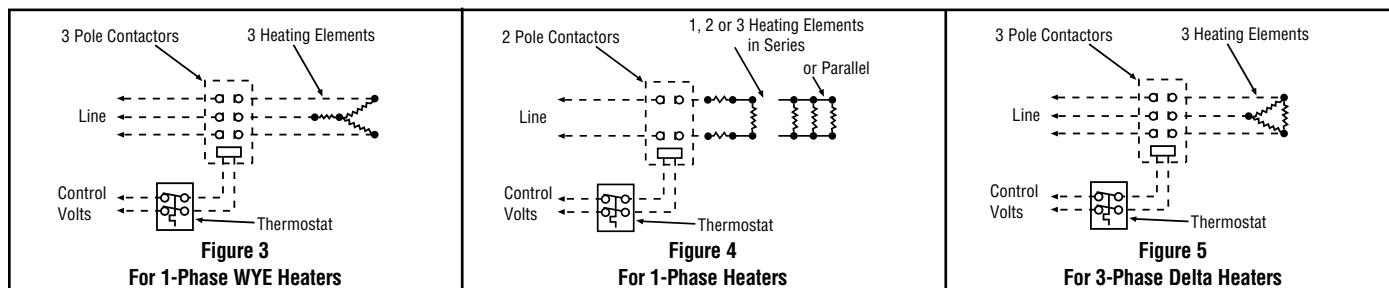 3 Pole Contactors
3 Heating Elements
Line
Control
Volts
Thermostat
Figure 3
For 1-Phase WYE Heaters
2 Pole Contactors
1, 2 or 3 Heating Elements
in Series
or Parallel
Control
Volts
Thermostat
Figure 4
For 1-Phase Heaters
3 Pole Contactors
3 Heating Elements
Line
Control
Volts
Thermostat
Figure 5
For 3-Phase Delta Heaters
Line